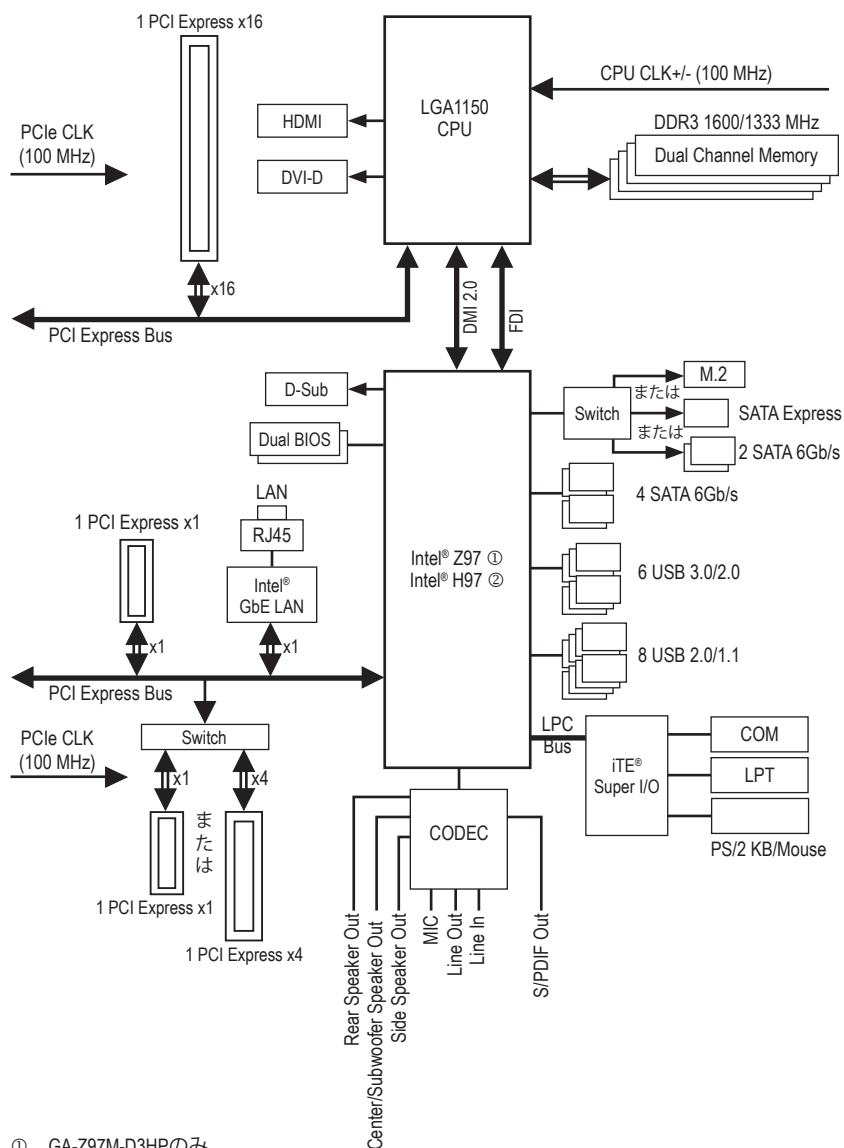 1 PCI Express x16
CPU CLK+/- (100 MHz)
LGA1150
CPU
HDMI
DDR3 1600/1333 MHz
PCIe CLK
(100 MHz)
Dual Channel Memory
DVI-D
x16
DMI 2.0
FDI
PCI Express Bus
D-Sub
M.2
または
Switch
SATA Express
または
Dual BIOS
2 SATA 6Gb/s
LAN
4 SATA 6Gb/s
1 PCI Express x1
RJ45
Intel® Z97 ①
Intel® H97 ②
6 USB 3.0/2.0
Intel®
GbE LAN
x1
x1
8 USB 2.0/1.1
PCI Express Bus
LPC
Bus
PCIe CLK
(100 MHz)
Switch
COM
iTE®
Super I/O
x1
x4
LPT
または
CODEC
PS/2 KB/Mouse
1 PCI Express x1
1 PCI Express x4
Rear Speaker Out
Center/Subwoofer Speaker Out
Side Speaker Out
MIC
Line Out
Line In
S/PDIF Out
① GA-Z97M-D3HPのみ